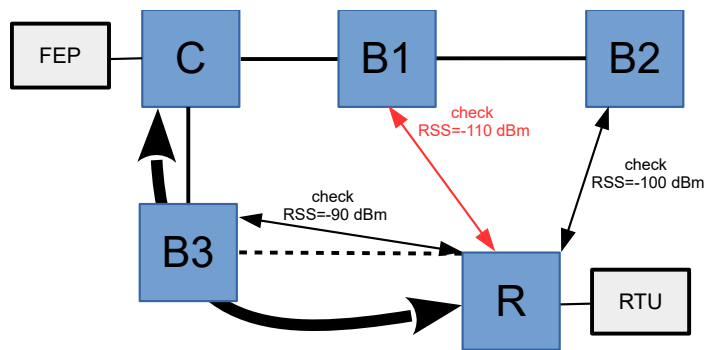 FEP
C
B1
B2
check
RSS=-110 dBm
check
RSS=-100 dBm
check
RSS=-90 dBm
B3
R
RTU